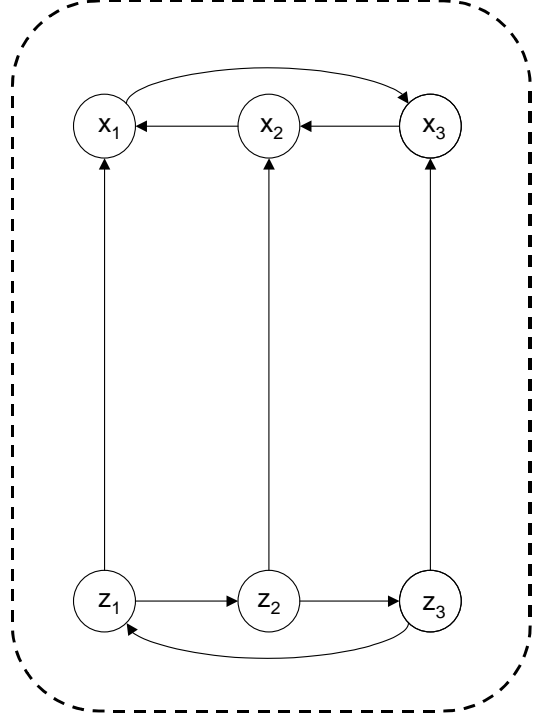 x₁ x₂ x₃
z₁ z₂ z₃